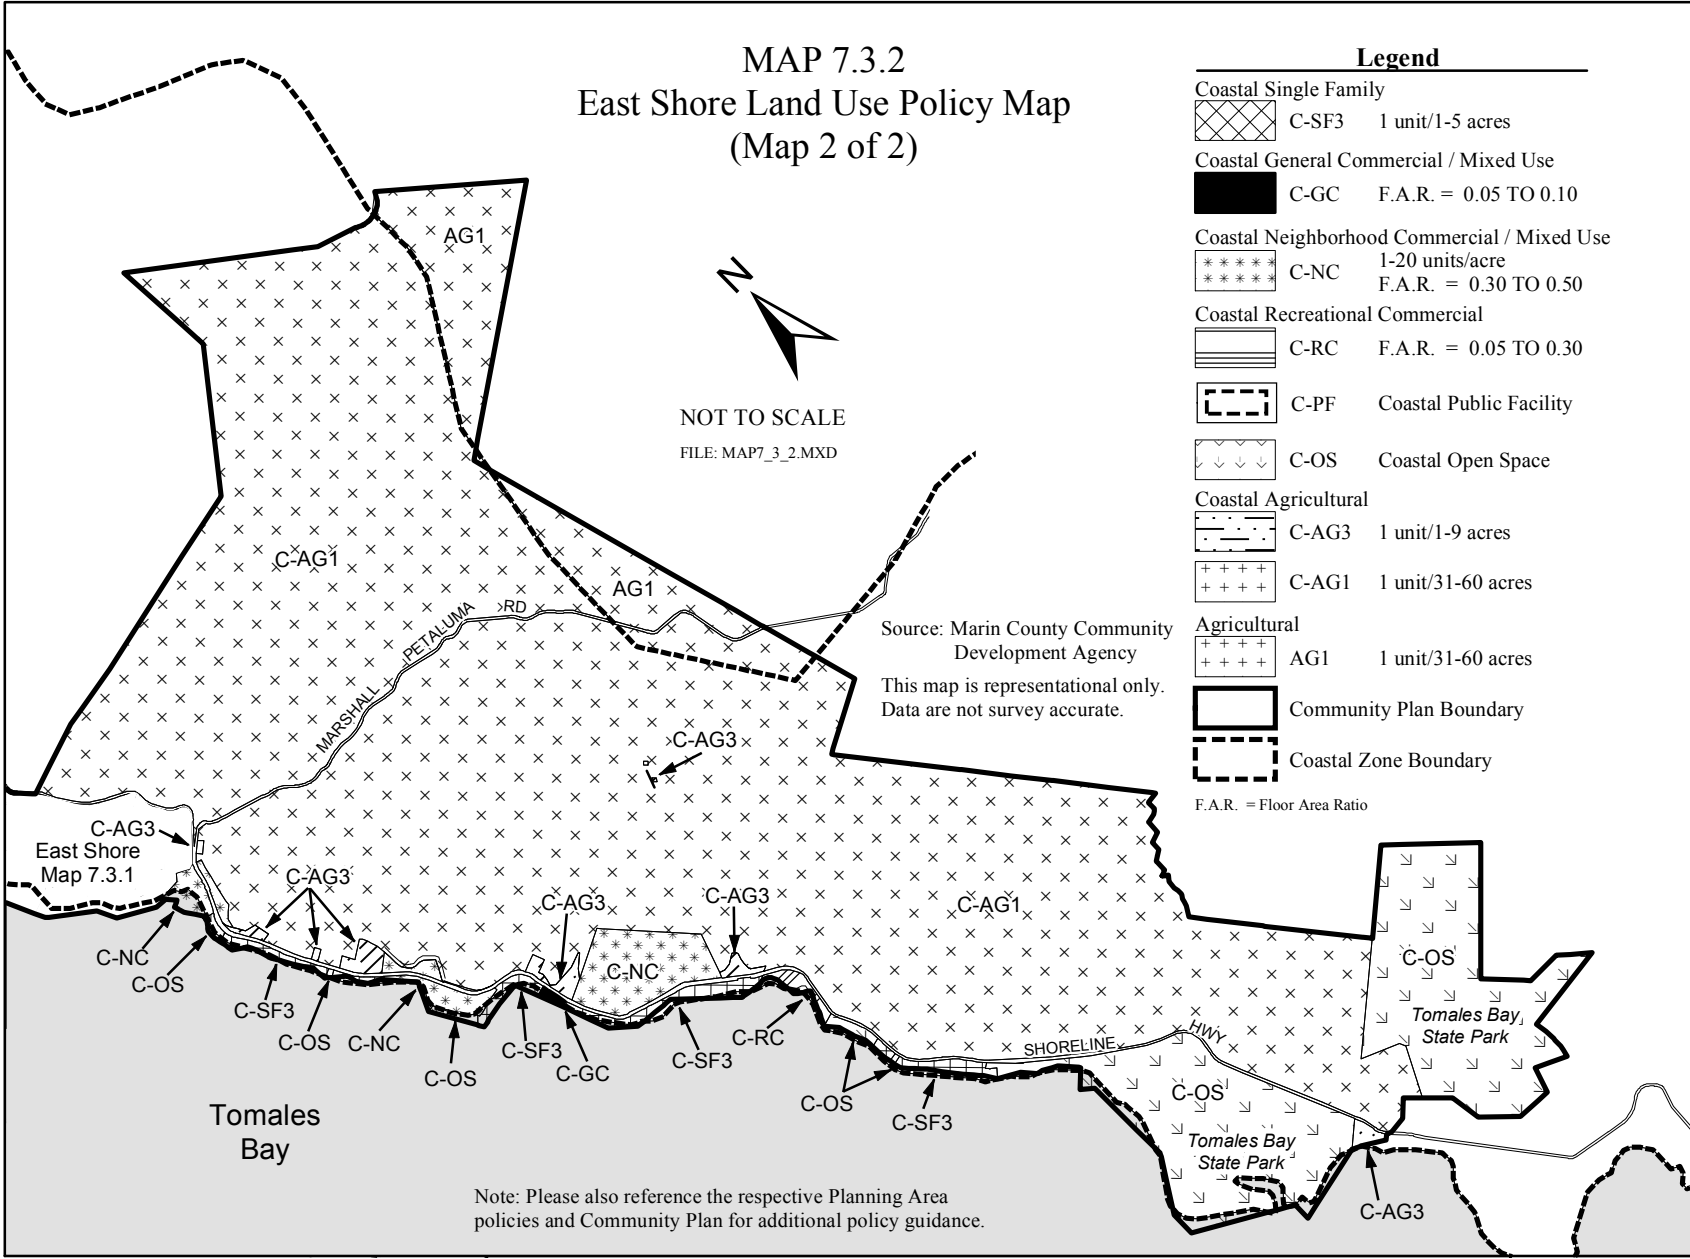 MAP 7.3.2
East Shore Land Use Policy Map
(Map 2 of 2)
N
NOT TO SCALE
FILE: MAP7_3_2.MXD
Legend
Coastal Single Family
C-SF3 1 unit/1-5 acres
Coastal General Commercial / Mixed Use
C-GC F.A.R. = 0.05 TO 0.10
Coastal Neighborhood Commercial / Mixed Use
1-20 units/acre
C-NC
F.A.R. = 0.30 TO 0.50
Coastal Recreational Commercial
C-RC F.A.R. = 0.05 TO 0.30
C-PF Coastal Public Facility
C-OS Coastal Open Space
Coastal Agricultural
C-AG3 1 unit/1-9 acres
C-AG1 1 unit/31-60 acres
Agricultural
AG1 1 unit/31-60 acres
Community Plan Boundary
Coastal Zone Boundary
F.A.R. = Floor Area Ratio
Source: Marin County Community
Development Agency
This map is representational only.
Data are not survey accurate.
AG1
C-AG1
AG1
MARSHALL PETALUMA RD
C-AG3
C-AG3
East Shore
Map 7.3.1
C-AG3
C-AG3
C-AG3
C-AG1
C-NC
C-OS
C-NC
C-OS
C-SF3
C-OS
C-NC
C-OS
C-SF3
C-GC
C-SF3
C-RC
C-OS
C-SF3
SHORELINE HWY
C-OS
Tomales Bay
State Park
C-OS
Tomales Bay
State Park
C-AG3
Tomales
Bay
Note: Please also reference the respective Planning Area
policies and Community Plan for additional policy guidance.